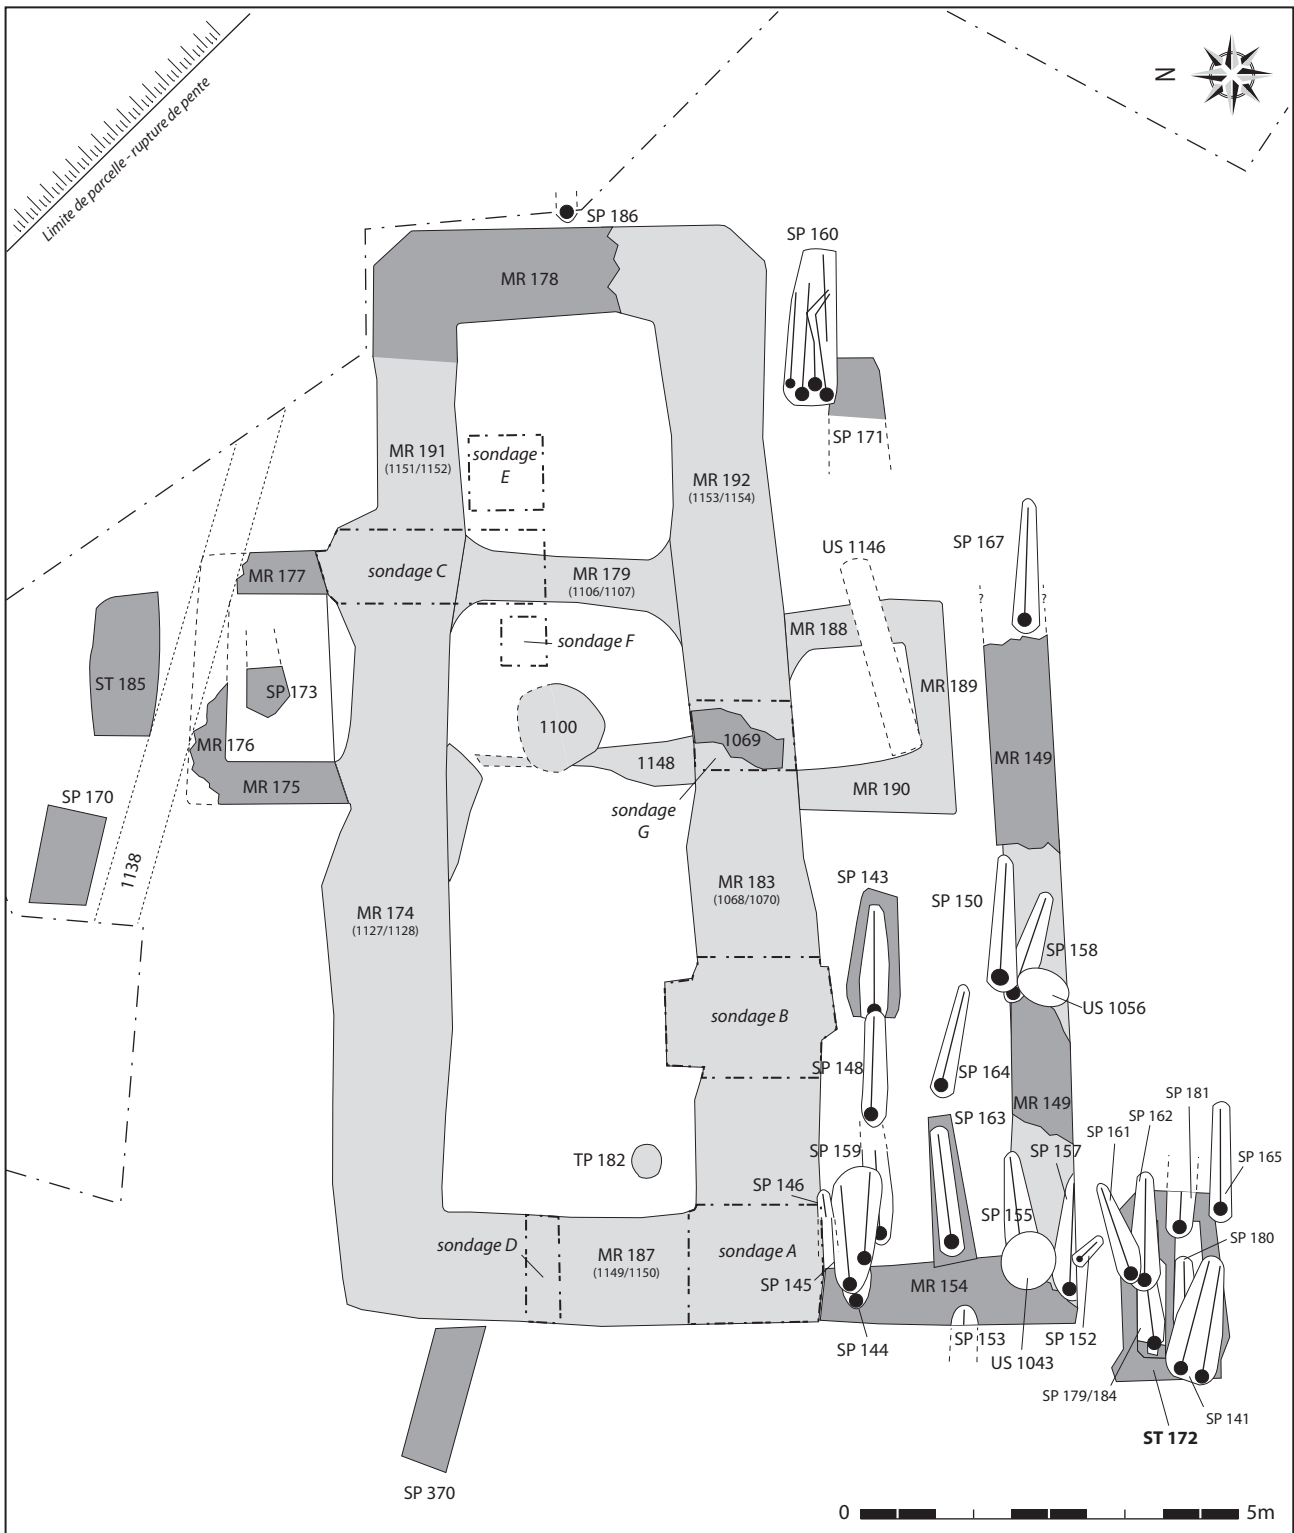 N
Limite de parcelle - rupture de pente
SP 186
SP 160
MR 178
SP 171
MR 191
(1151/1152)
sondage
E
MR 192
(1153/1154)
SP 167
US 1146
sondage C
MR 179
(1106/1107)
MR 177
?
?
MR 188
sondage F
ST 185
SP 173
MR 189
1100
1069
MR 176
1148
MR 149
MR 175
MR 190
SP 170
sondage
G
1138
MR 183
(1068/1070)
SP 143
SP 150
MR 174
(1127/1128)
SP 158
US 1056
sondage B
SP 148
SP 164
SP 181
MR 149
SP 162
SP 163
SP 161
SP 159
SP 157
TP 182
SP 165
SP 146
SP 155
SP 180
sondage D
MR 187
(1149/1150)
sondage A
SP 145
MR 154
SP 144
SP 153
SP 152
US 1043
SP 179/184
SP 141
ST 172
SP 370
0
5m